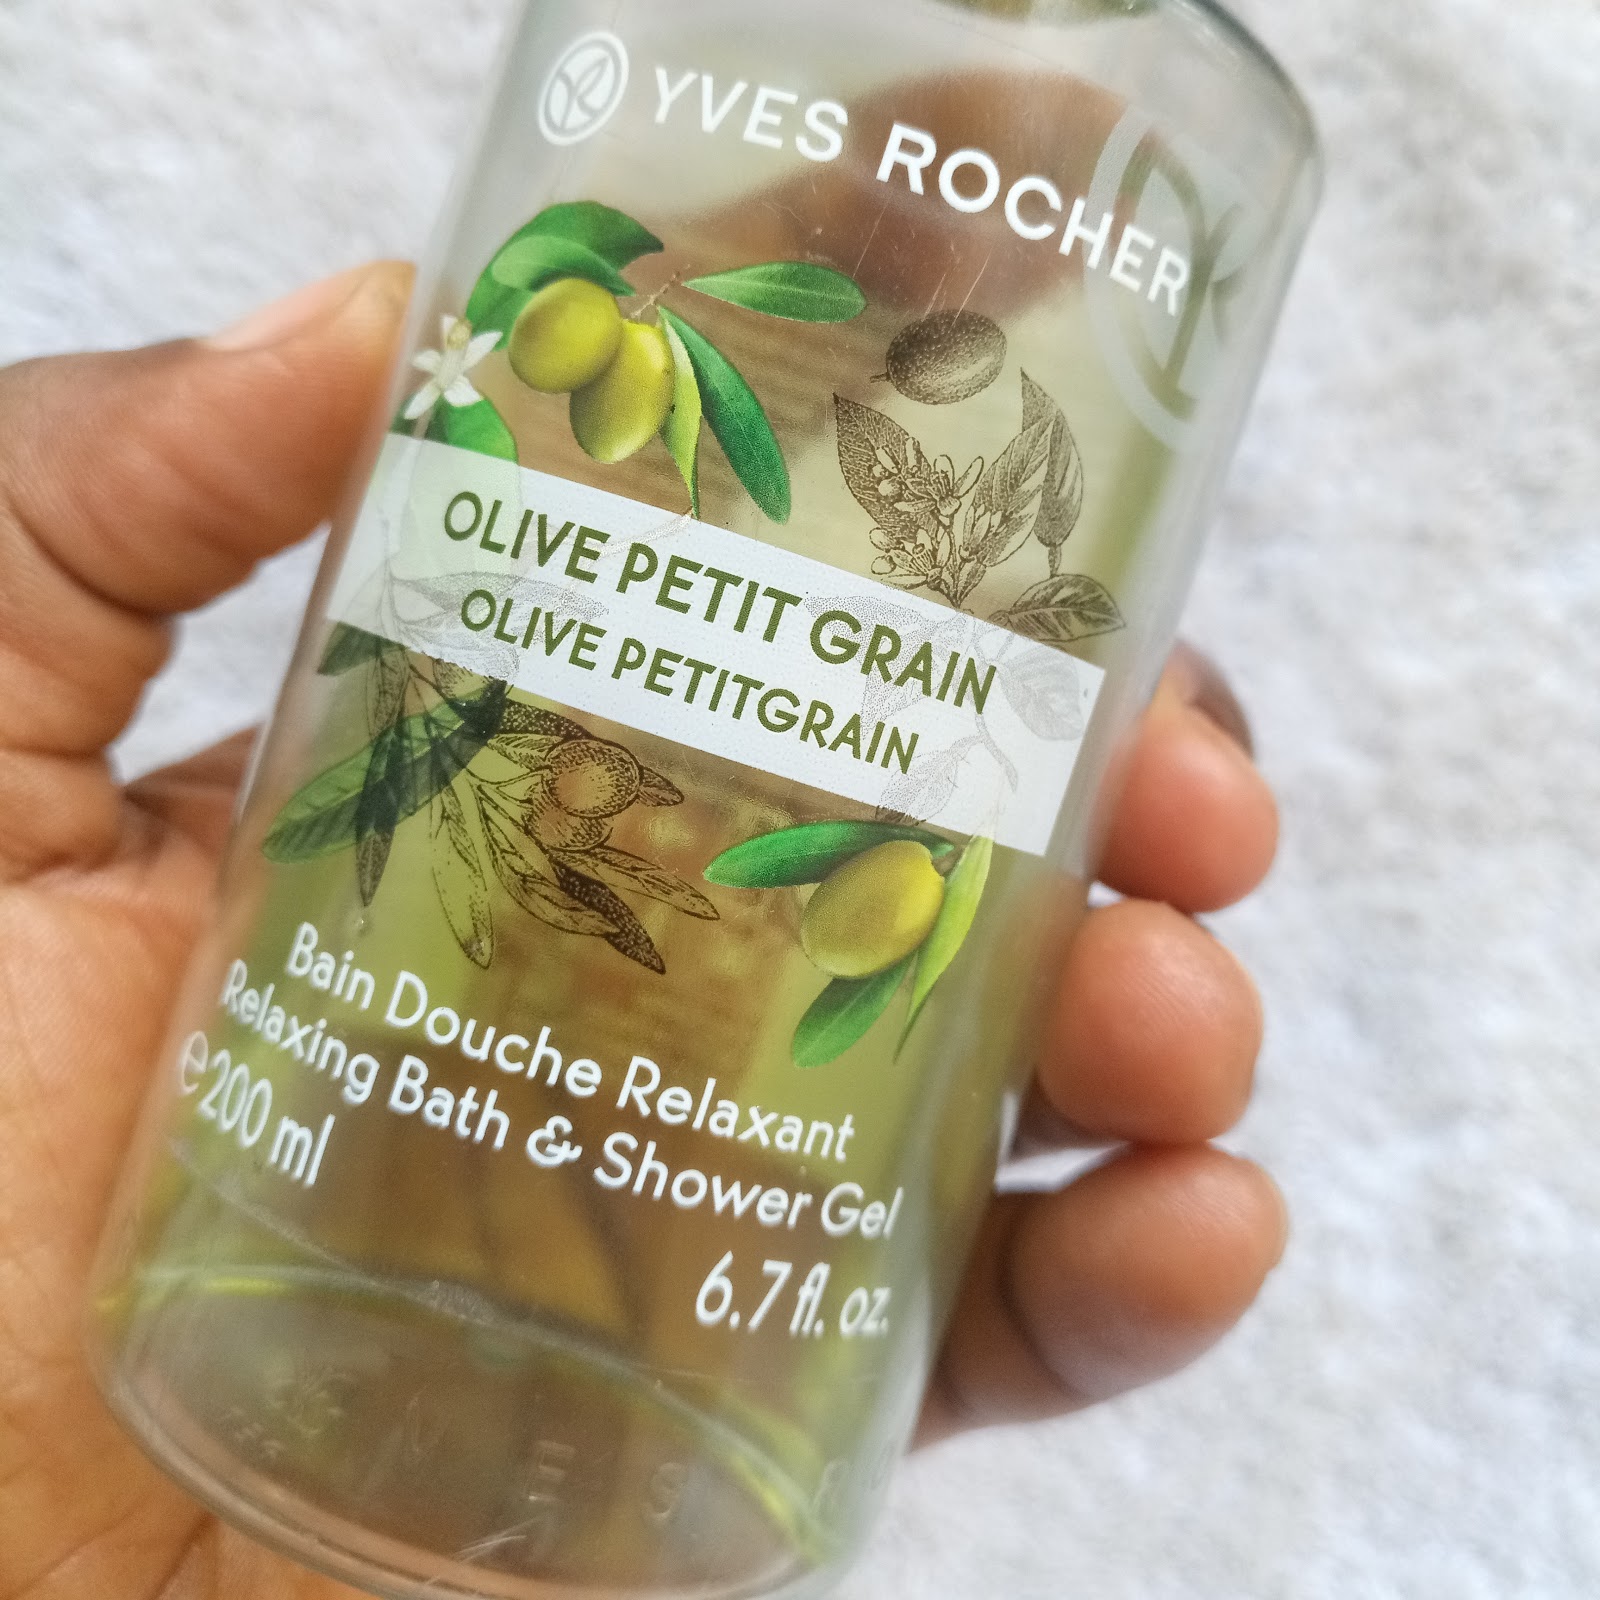 YVES ROCHER
OLIVE PETIT GRAIN
OLIVE PETITGRAIN
Bain Douche Relaxant
Relaxing Bath & Shower Gel
℮200 ml
6.7 fl. oz.